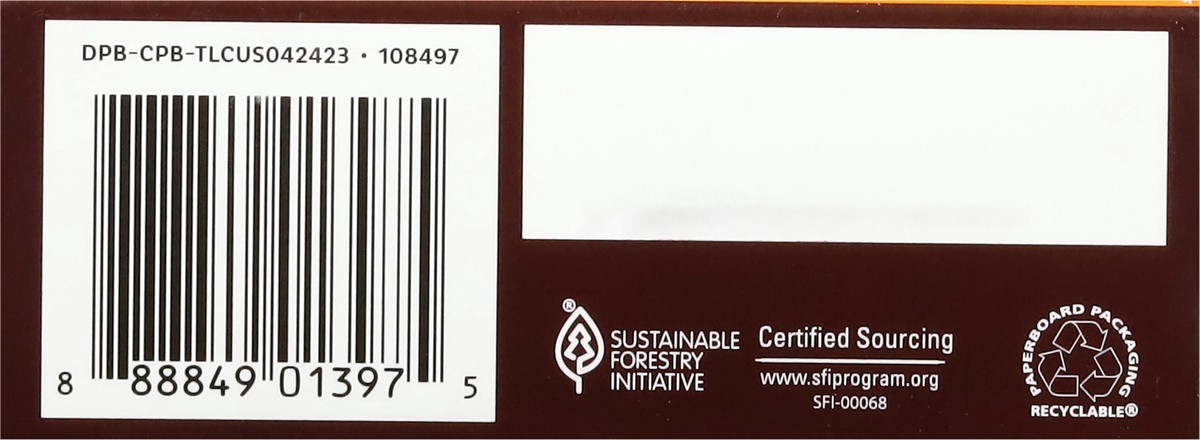 DPB-CPB-TLCUS042423 · 108497
8 88849 01397 5
®
SUSTAINABLE
FORESTRY
INITIATIVE
Certified Sourcing
www.sfiprogram.org
SFI-00068
PAPERBOARD PACKAGING
RECYCLABLE®